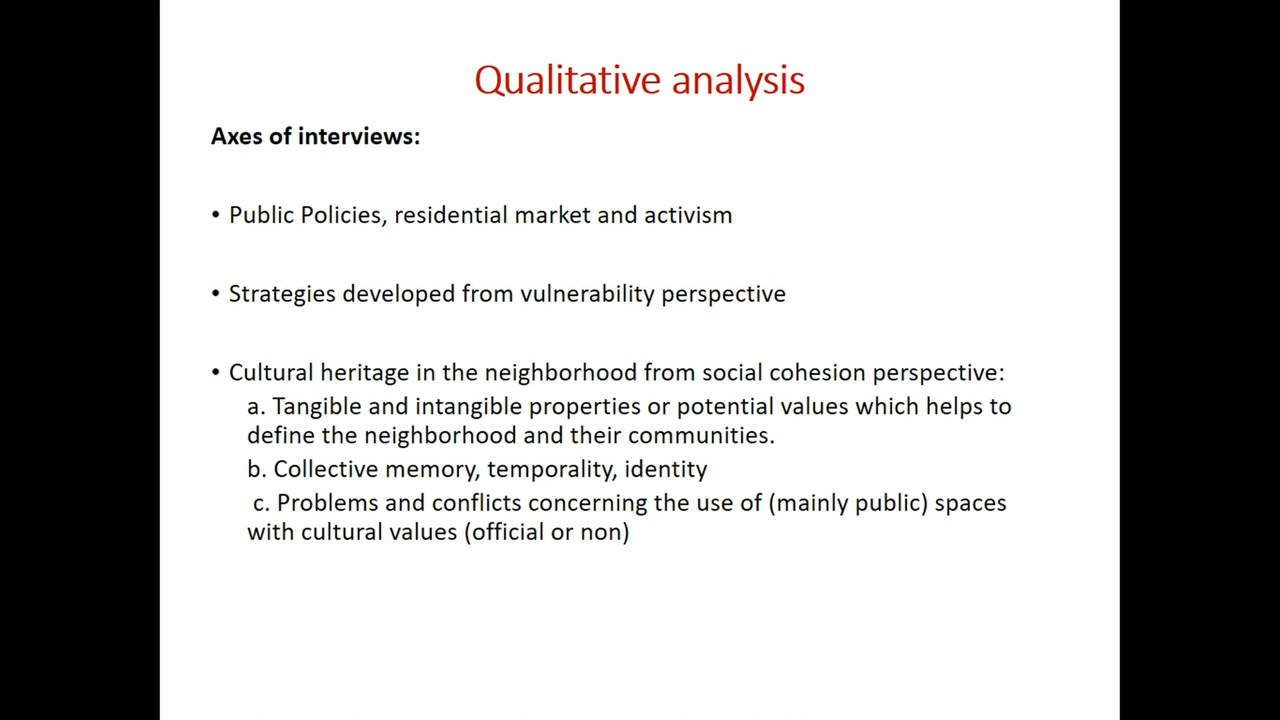 Qualitative analysis
Axes of interviews:
• Public Policies, residential market and activism
• Strategies developed from vulnerability perspective
• Cultural heritage in the neighborhood from social cohesion perspective:
a. Tangible and intangible properties or potential values which helps to
define the neighborhood and their communities.
b. Collective memory, temporality, identity
c. Problems and conflicts concerning the use of (mainly public) spaces
with cultural values (official or non)